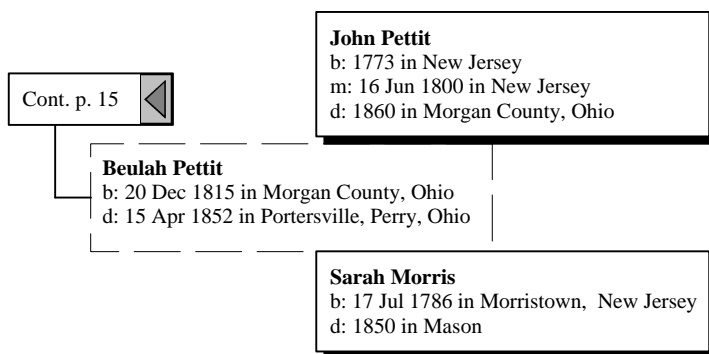 John Pettit
b: 1773 in New Jersey
m: 16 Jun 1800 in New Jersey
d: 1860 in Morgan County, Ohio
Cont. p. 15
Beulah Pettit
b: 20 Dec 1815 in Morgan County, Ohio
d: 15 Apr 1852 in Portersville, Perry, Ohio
Sarah Morris
b: 17 Jul 1786 in Morristown,  New Jersey
d: 1850 in Mason